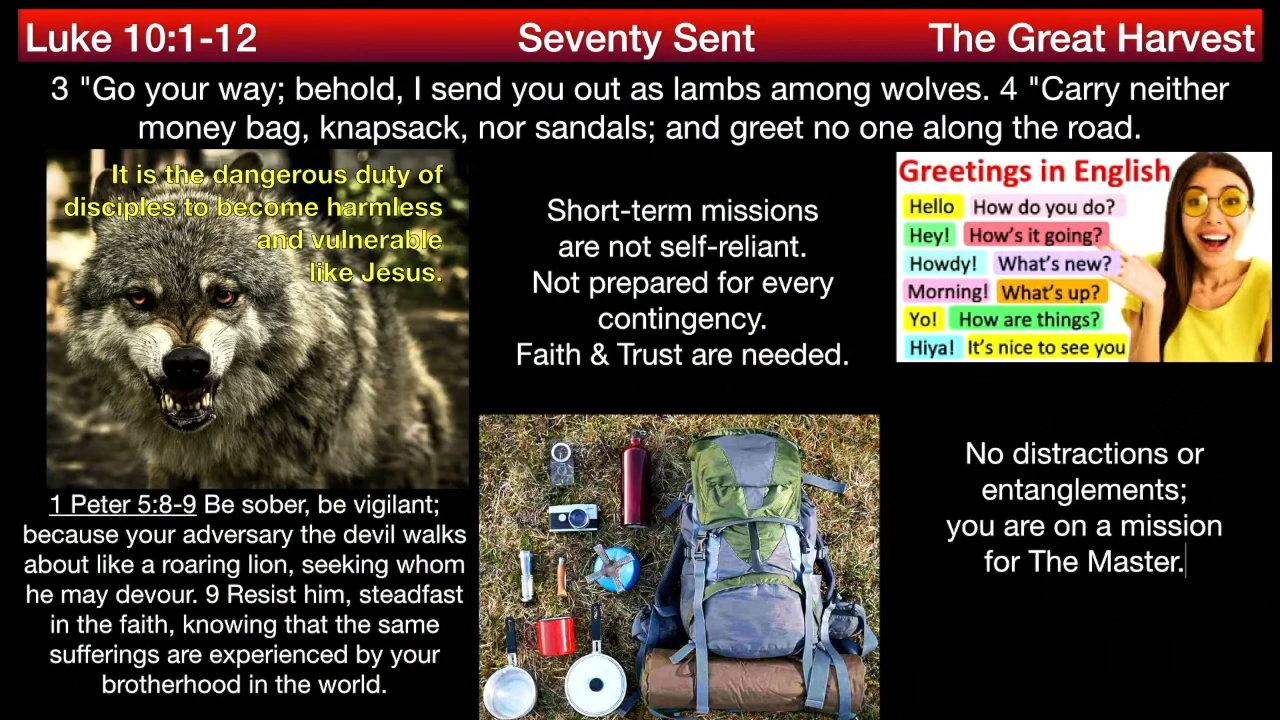 Luke 10:1-12 Seventy Sent The Great Harvest
3 "Go your way; behold, I send you out as lambs among wolves. 4 "Carry neither
money bag, knapsack, nor sandals; and greet no one along the road.
It is the dangerous duty of
disciples to become harmless
and vulnerable
like Jesus.
1 Peter 5:8-9 Be sober, be vigilant;
because your adversary the devil walks
about like a roaring lion, seeking whom
he may devour. 9 Resist him, steadfast
in the faith, knowing that the same
sufferings are experienced by your
brotherhood in the world.
Short-term missions
are not self-reliant.
Not prepared for every
contingency.
Faith & Trust are needed.
Greetings in English
Hello How do you do?
Hey! How's it going?
Howdy! What's new?
Morning! What's up?
Yo! How are things?
Hiya! It's nice to see you
No distractions or
entanglements;
you are on a mission
for The Master.